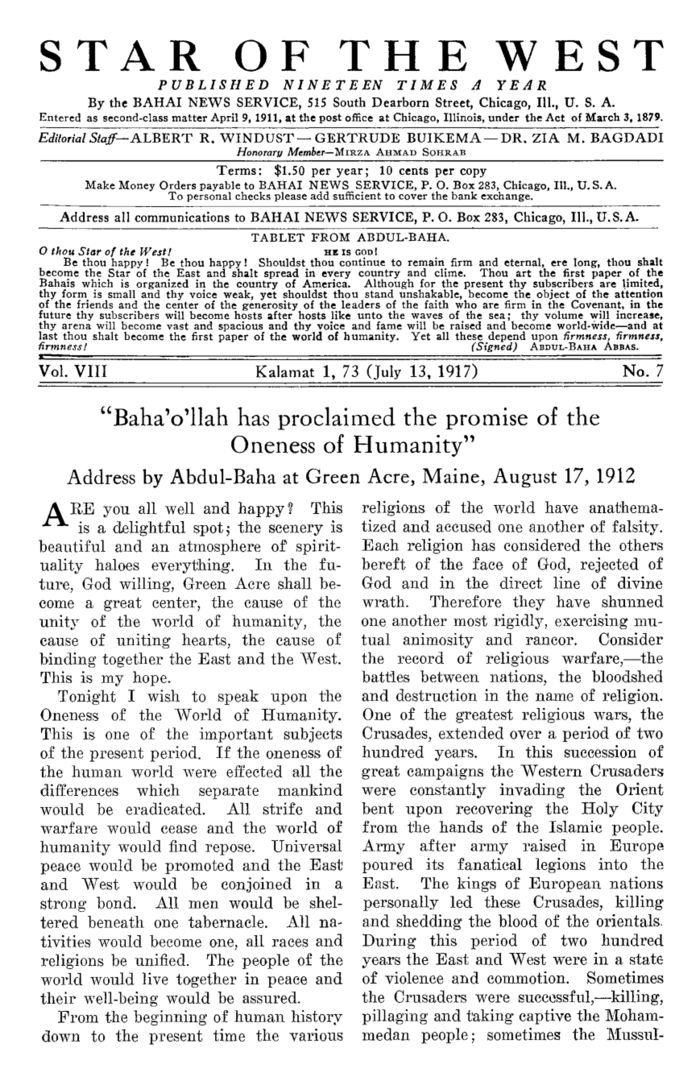 STAR OF THE WEST
PUBLISHED NINETEEN TIMES A YEAR
By the BAHAI NEWS SERVICE, 515 South Dearborn Street, Chicago, Ill., U. S. A.
Entered as second-class matter April 9, 1911, at the post office at Chicago, Illinois, under the Act of March 3, 1879.
Editorial Staff—ALBERT R. WINDUST—GERTRUDE BUIKEMA—DR. ZIA M. BAGDADI
Honorary Member—MIRZA AHMAD SOHRAB
Terms: $1.50 per year; 10 cents per copy
Make Money Orders payable to BAHAI NEWS SERVICE, P. O. Box 283, Chicago, Ill., U. S. A.
To personal checks please add sufficient to cover the bank exchange.
Address all communications to BAHAI NEWS SERVICE, P. O. Box 283, Chicago, Ill., U. S. A.
TABLET FROM ABDUL-BAHA.
O thou Star of the West! HE IS GOD!
Be thou happy! Be thou happy! Shouldst thou continue to remain firm and eternal, ere long, thou shalt
become the Star of the East and shalt spread in every country and clime. Thou art the first paper of the
Bahais which is organized in the country of America. Although for the present thy subscribers are limited,
thy form is small and thy voice weak, yet shouldst thou stand unshakable, become the object of the attention
of the friends and the center of the generosity of the leaders of the faith who are firm in the Covenant, in the
future thy subscribers will become hosts after hosts like unto the waves of the sea; thy volume will increase,
thy arena will become vast and spacious and thy voice and fame will be raised and become world-wide—and at
last thou shalt become the first paper of the world of humanity. Yet all these depend upon firmness, firmness,
firmness! (Signed) ABDUL-BAHA ABBAS.
Vol. VIII Kalamat 1, 73 (July 13, 1917) No. 7
"Baha'o'llah has proclaimed the promise of the
Oneness of Humanity"
Address by Abdul-Baha at Green Acre, Maine, August 17, 1912
ARE you all well and happy? This
is a delightful spot; the scenery is
beautiful and an atmosphere of spirit-
uality haloes everything. In the fu-
ture, God willing, Green Acre shall be-
come a great center, the cause of the
unity of the world of humanity, the
cause of uniting hearts, the cause of
binding together the East and the West.
This is my hope.
Tonight I wish to speak upon the
Oneness of the World of Humanity.
This is one of the important subjects
of the present period. If the oneness of
the human world were effected all the
differences which separate mankind
would be eradicated. All strife and
warfare would cease and the world of
humanity would find repose. Universal
peace would be promoted and the East
and West would be conjoined in a
strong bond. All men would be shel-
tered beneath one tabernacle. All na-
tivities would become one, all races and
religions be unified. The people of the
world would live together in peace and
their well-being would be assured.
From the beginning of human history
down to the present time the various
religions of the world have anathema-
tized and accused one another of falsity.
Each religion has considered the others
bereft of the face of God, rejected of
God and in the direct line of divine
wrath. Therefore they have shunned
one another most rigidly, exercising mu-
tual animosity and rancor. Consider
the record of religious warfare,—the
battles between nations, the bloodshed
and destruction in the name of religion.
One of the greatest religious wars, the
Crusades, extended over a period of two
hundred years. In this succession of
great campaigns the Western Crusaders
were constantly invading the Orient
bent upon recovering the Holy City
from the hands of the Islamic people.
Army after army raised in Europe
poured its fanatical legions into the
East. The kings of European nations
personally led these Crusades, killing
and shedding the blood of the orientals.
During this period of two hundred
years the East and West were in a state
of violence and commotion. Sometimes
the Crusaders were successful,—killing,
pillaging and taking captive the Moham-
medan people; sometimes the Mussul-